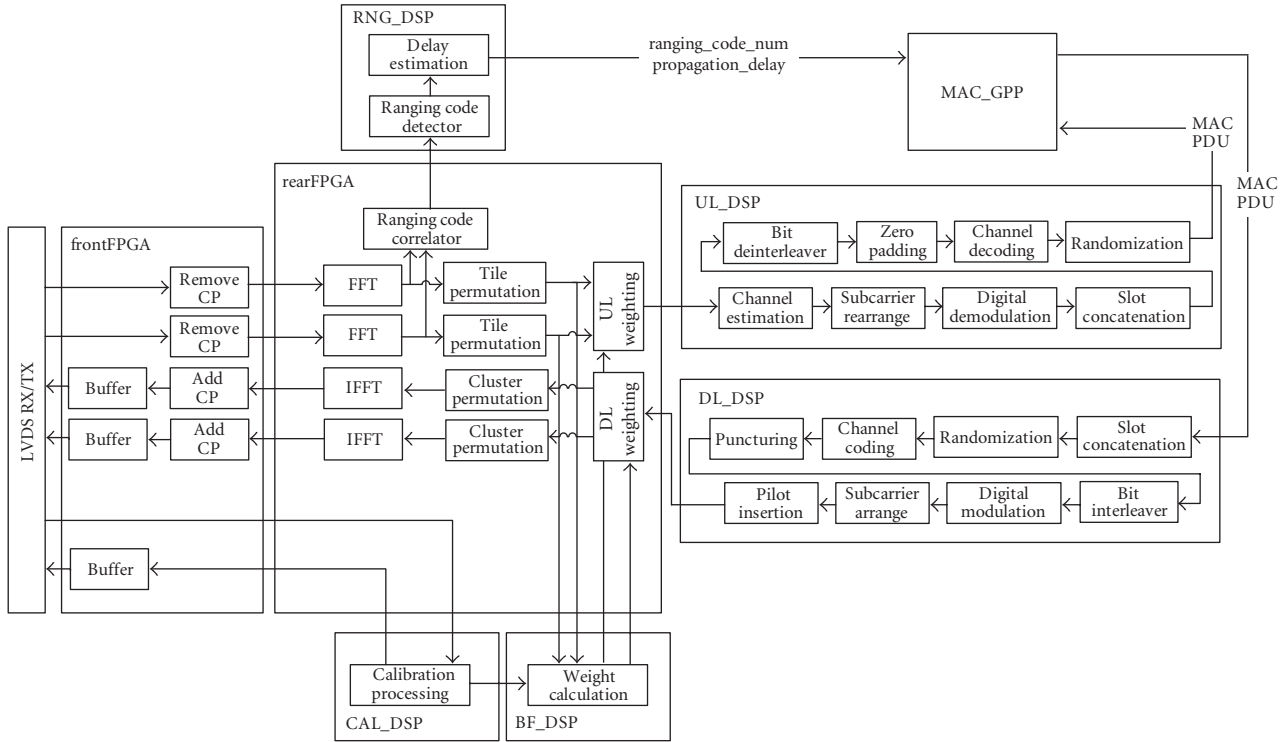 RNG_DSP
Delay
estimation
Ranging code
detector
ranging_code_num
propagation_delay
MAC_GPP
MAC
PDU
MAC
PDU
rearFPGA
Ranging code
correlator
FFT
Tile
permutation
FFT
Tile
permutation
UL
weighting
IFFT
Cluster
permutation
IFFT
Cluster
permutation
DL
weighting
frontFPGA
Remove
CP
Remove
CP
Buffer
Add
CP
Buffer
Add
CP
Buffer
LVDS RX/TX
UL_DSP
Bit
deinterleaver
Zero
padding
Channel
decoding
Randomization
Channel
estimation
Subcarrier
rearrange
Digital
demodulation
Slot
concatenation
DL_DSP
Puncturing
Channel
coding
Randomization
Slot
concatenation
Pilot
insertion
Subcarrier
arrange
Digital
modulation
Bit
interleaver
Calibration
processing
CAL_DSP
Weight
calculation
BF_DSP